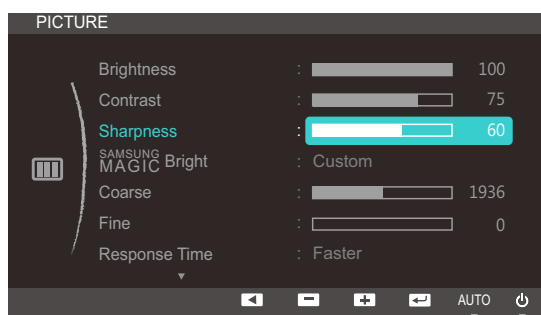 PICTURE
Brightness : 100
Contrast : 75
Sharpness : 60
SAMSUNG MAGIC Bright : Custom
Coarse : 1936
Fine : 0
Response Time : Faster
AUTO